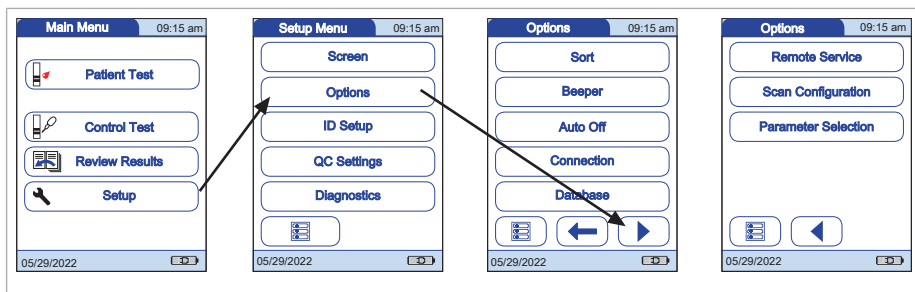 Main Menu
09:15 am
Patient Test
Control Test
Review Results
Setup
05/29/2022
Setup Menu
09:15 am
Screen
Options
ID Setup
QC Settings
Diagnostics
05/29/2022
Options
09:15 am
Sort
Beeper
Auto Off
Connection
Database
05/29/2022
Options
09:15 am
Remote Service
Scan Configuration
Parameter Selection
05/29/2022